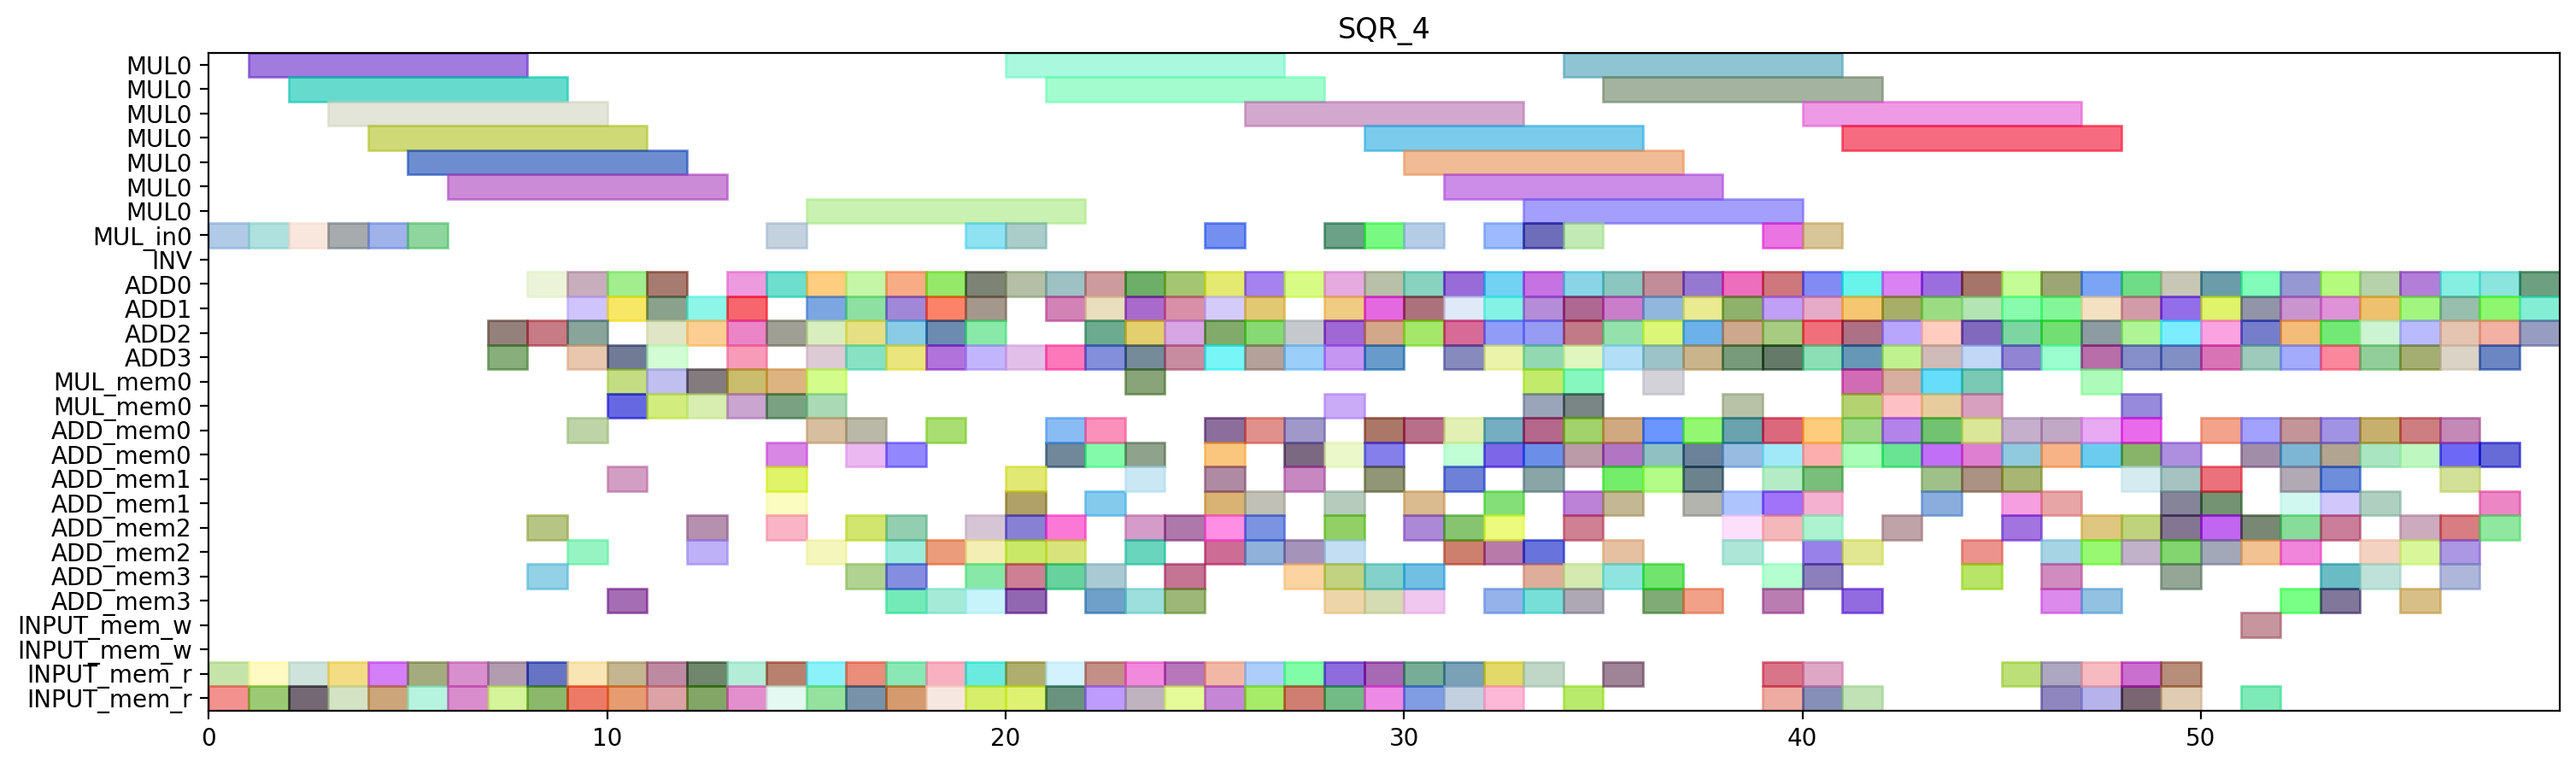 SQR_4
MUL0
MUL0
MUL0
MUL0
MUL0
MUL0
MUL0
MUL_in0
INV
ADD0
ADD1
ADD2
ADD3
MUL_mem0
MUL_mem0
ADD_mem0
ADD_mem0
ADD_mem1
ADD_mem1
ADD_mem2
ADD_mem2
ADD_mem3
ADD_mem3
INPUT_mem_w
INPUT_mem_w
INPUT_mem_r
INPUT_mem_r
0 10 20 30 40 50